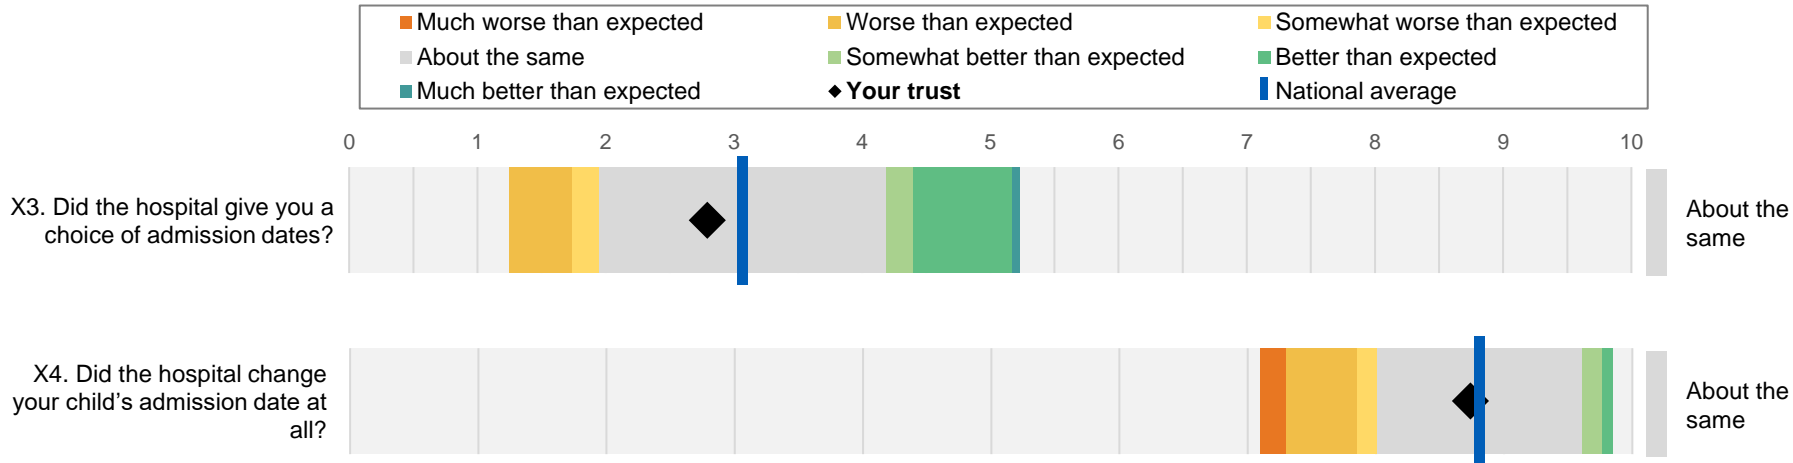 Much worse than expected
Worse than expected
Somewhat worse than expected
About the same
Somewhat better than expected
Better than expected
Much better than expected
Your trust
National average
0 1 2 3 4 5 6 7 8 9 10
X3. Did the hospital give you a
choice of admission dates?
About the
same
X4. Did the hospital change
your child's admission date at
all?
About the
same